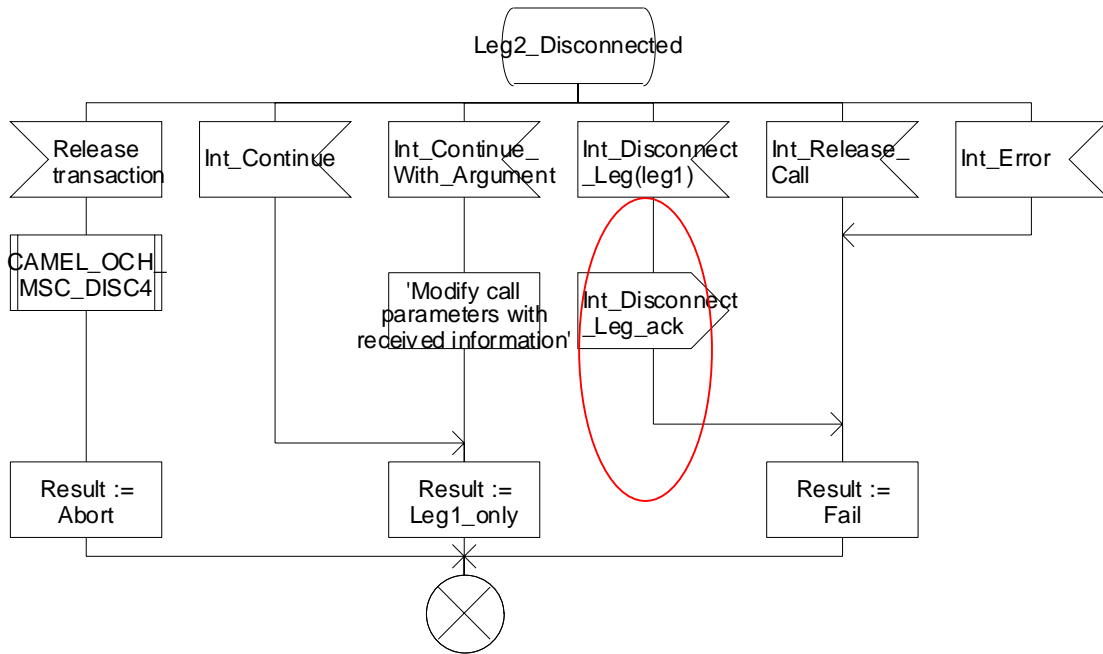 Leg2_Disconnected
Release
transaction
Int_Continue
Int_Continue_
With_Argument
Int_Disconnect
_Leg(leg1)
Int_Release_
Call
Int_Error
CAMEL_OCH_
MSC_DISC4
'Modify call
parameters with
received information'
Int_Disconnect
_Leg_ack
Result :=
Abort
Result :=
Leg1_only
Result :=
Fail